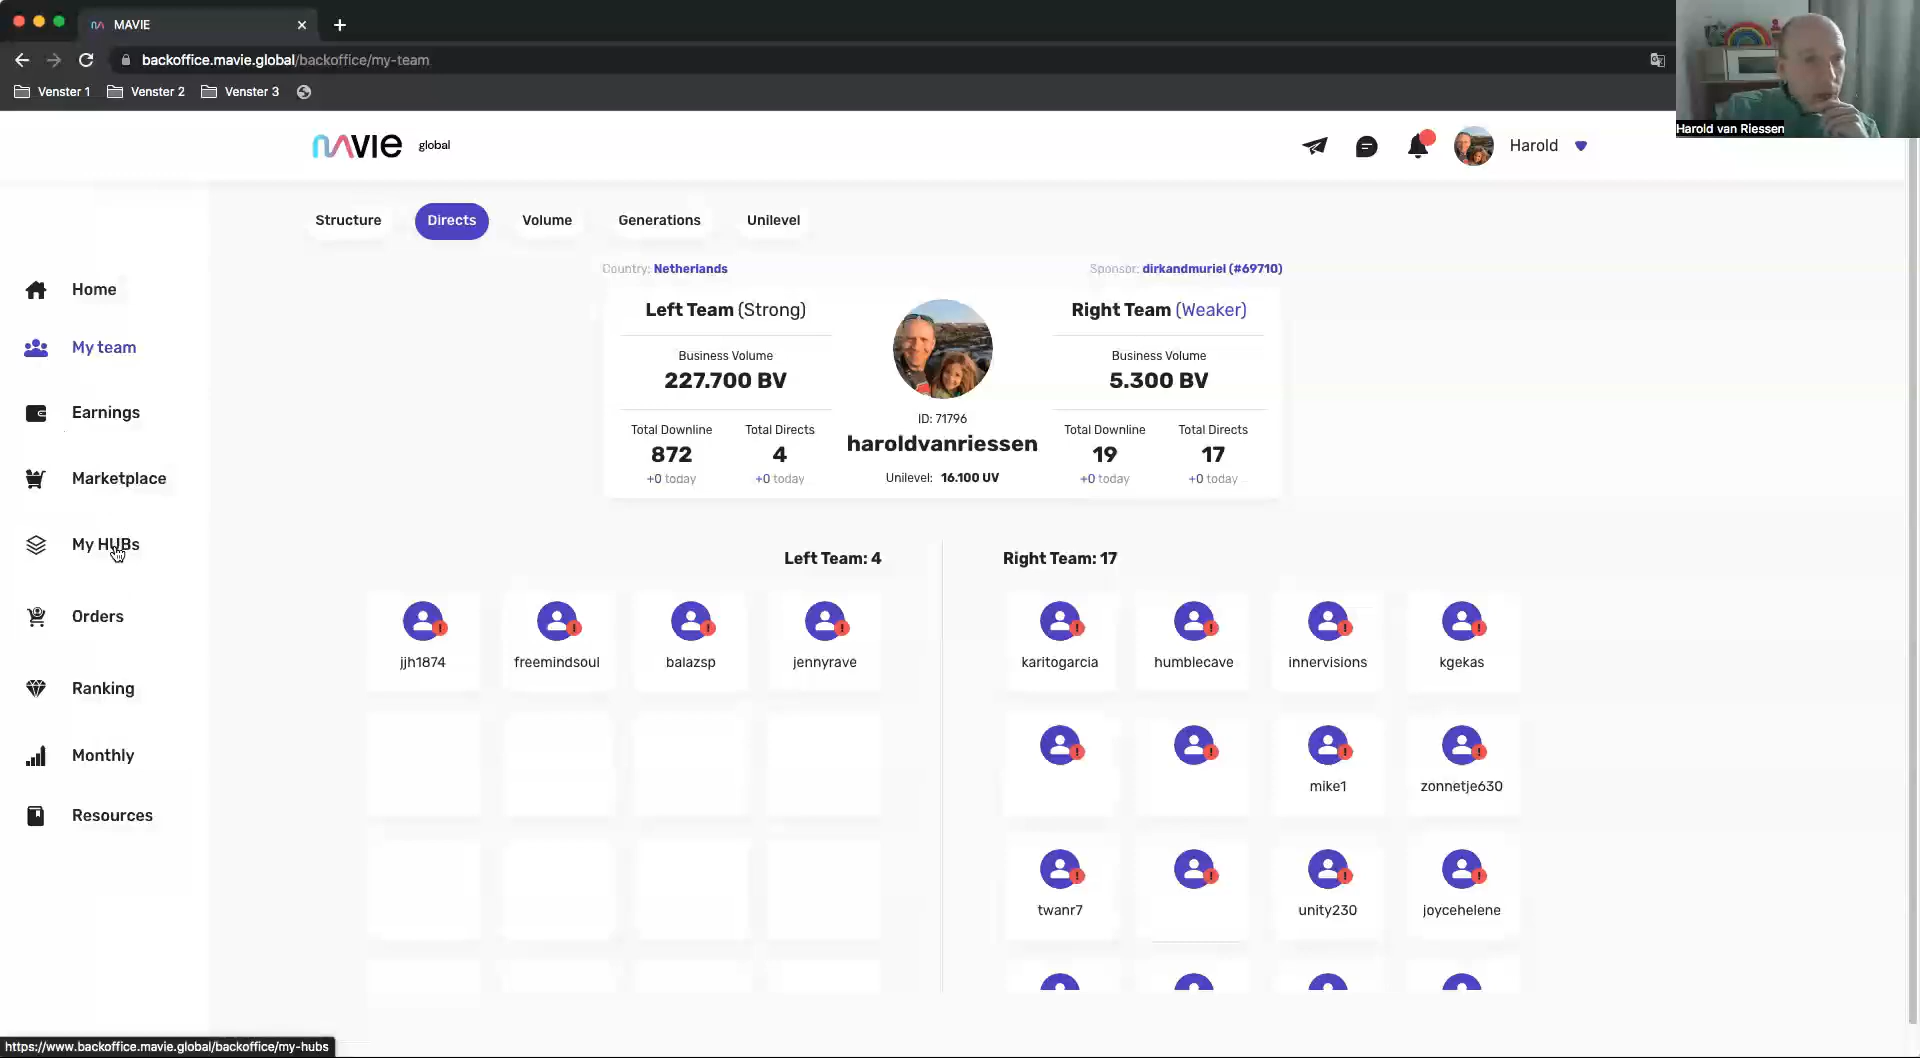 MAVIE
backoffice.mavie.global/backoffice/my-team
Venster 1
Venster 2
Venster 3
Harold van Riessen
MAVIE global
Harold
Structure
Directs
Volume
Generations
Unilevel
Home
My team
Earnings
Marketplace
My HUBs
Orders
Ranking
Monthly
Resources
Country: Netherlands
Sponsor: dirkandmuriel (#69710)
Left Team (Strong)
Business Volume
227.700 BV
Total Downline
872
+0 today
Total Directs
4
+0 today
ID: 71796
haroldvanriessen
Unilevel: 16.100 UV
Right Team (Weaker)
Business Volume
5.300 BV
Total Downline
19
+0 today
Total Directs
17
+0 today
Left Team: 4
jjh1874
freemindsoul
balazsp
jennyrave
Right Team: 17
karitogarcia
humblecave
innervisions
kgekas
mike1
zonnetje630
twanr7
unity230
joycehelene
https://www.backoffice.mavie.global/backoffice/my-hubs